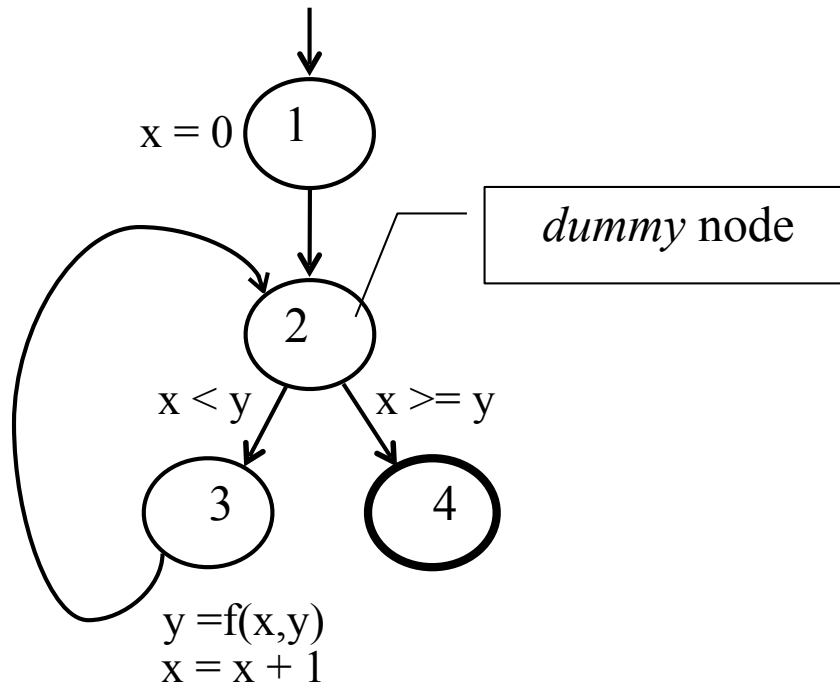 x = 0
1
dummy node
2
x < y
x >= y
3
4
y =f(x,y)
x = x + 1